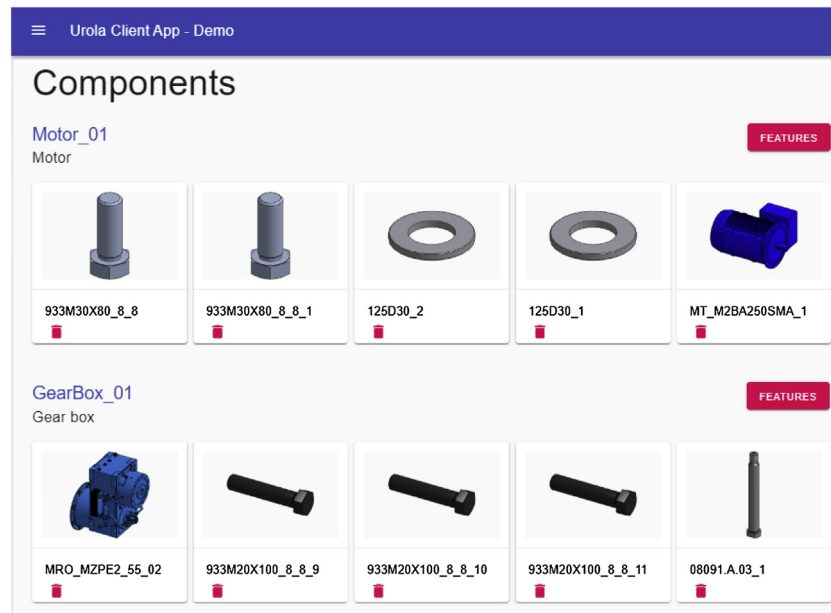 Urola Client App - Demo
Components
Motor_01
FEATURES
Motor
933M30X80_8_8
933M30X80_8_8_1
125D30_2
125D30_1
MT_M2BA250SMA_1
GearBox_01
FEATURES
Gear box
MRO_MZPE2_55_02
933M20X100_8_8_9
933M20X100_8_8_10
933M20X100_8_8_11
08091.A.03_1